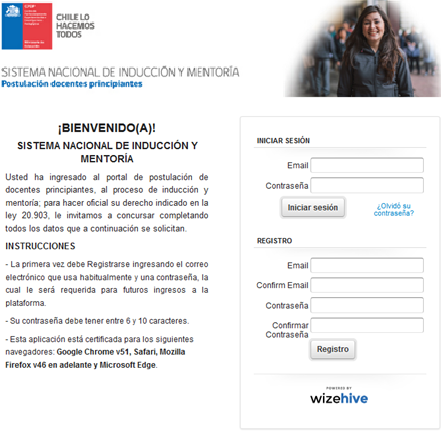 CPEIP
CHILE LO
HACEMOS
TODOS
SISTEMA NACIONAL DE INDUCCIÓN Y MENTORÍA
Postulación docentes principiantes
¡BIENVENIDO(A)!
SISTEMA NACIONAL DE INDUCCIÓN Y
MENTORÍA
Usted ha ingresado al portal de postulación de
docentes principiantes, al proceso de inducción y
mentoría; para hacer oficial su derecho indicado en la
ley 20.903, le invitamos a concursar completando
todos los datos que a continuación se solicitan.
INSTRUCCIONES
- La primera vez debe Registrarse ingresando el correo
electrónico que usa habitualmente y una contraseña, la
cual le será requerida para futuros ingresos a la
plataforma.
- Su contraseña debe tener entre 6 y 10 caracteres.
- Esta aplicación está certificada para los siguientes
navegadores: Google Chrome v51, Safari, Mozilla
Firefox v46 en adelante y Microsoft Edge.
INICIAR SESIÓN
Email
Contraseña
Iniciar sesión
¿Olvidó su
contraseña?
REGISTRO
Email
Confirm Email
Contraseña
Confirmar
Contraseña
Registro
POWERED BY
wizehive